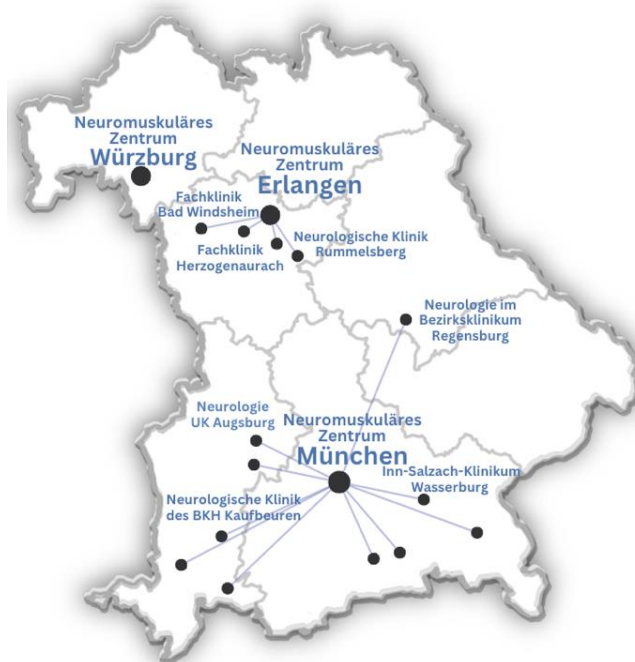 Neuromuskuläres
Zentrum
Würzburg
Neuromuskuläres
Zentrum
Erlangen
Fachklinik
Bad Windsheim
Fachklinik
Herzogenaurach
Neurologische Klinik
Rummelsberg
Neurologie im
Bezirksklinikum
Regensburg
Neurologie
UK Augsburg
Neuromuskuläres
Zentrum
München
Inn-Salzach-Klinikum
Wasserburg
Neurologische Klinik
des BKH Kaufbeuren